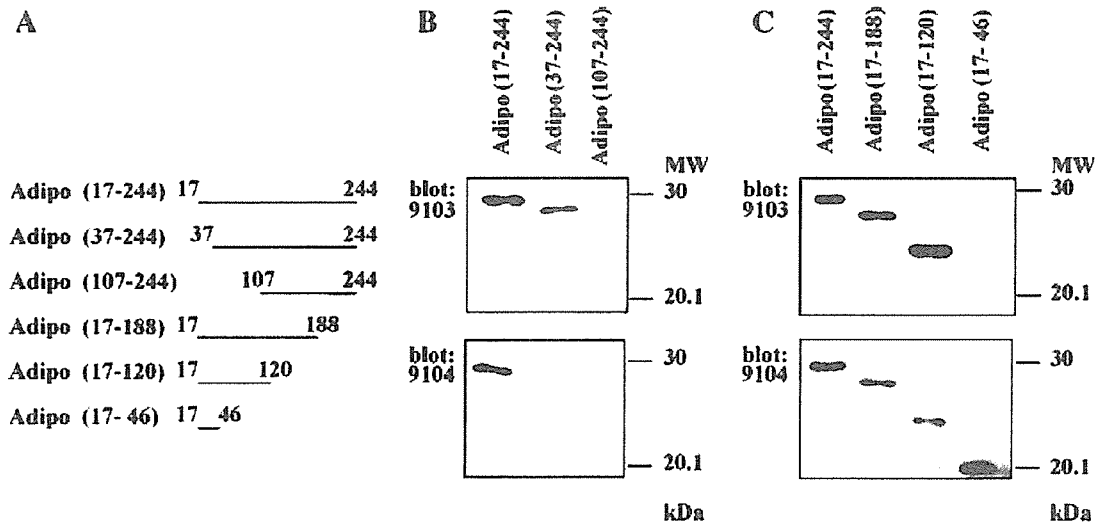 A
Adipo (17-244) 17 244
Adipo (37-244) 37 244
Adipo (107-244) 107 244
Adipo (17-188) 17 188
Adipo (17-120) 17 120
Adipo (17- 46) 17 46
B
Adipo (17-244)
Adipo (37-244)
Adipo (107-244)
MW
blot:
9103
30
20.1
blot:
9104
30
20.1
kDa
C
Adipo (17-244)
Adipo (17-188)
Adipo (17-120)
Adipo (17- 46)
MW
blot:
9103
30
20.1
blot:
9104
30
20.1
kDa